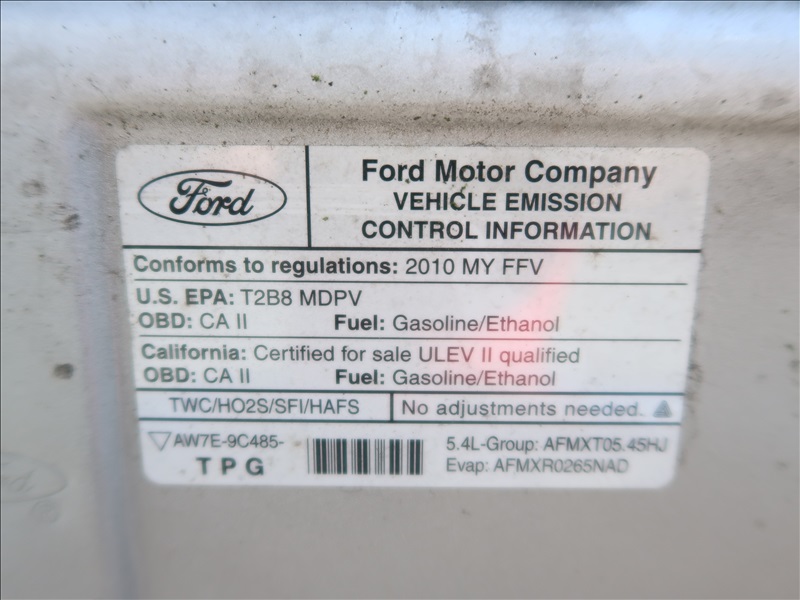 Ford
Ford Motor Company
VEHICLE EMISSION
CONTROL INFORMATION
Conforms to regulations: 2010 MY FFV
U.S. EPA: T2B8 MDPV
OBD: CA II Fuel: Gasoline/Ethanol
California: Certified for sale ULEV II qualified
OBD: CA II Fuel: Gasoline/Ethanol
TWC/HO2S/SFI/HAFS No adjustments needed.
AW7E-9C485- 5.4L-Group: AFMXT05.45HJ
TPG Evap: AFMXR0265NAD